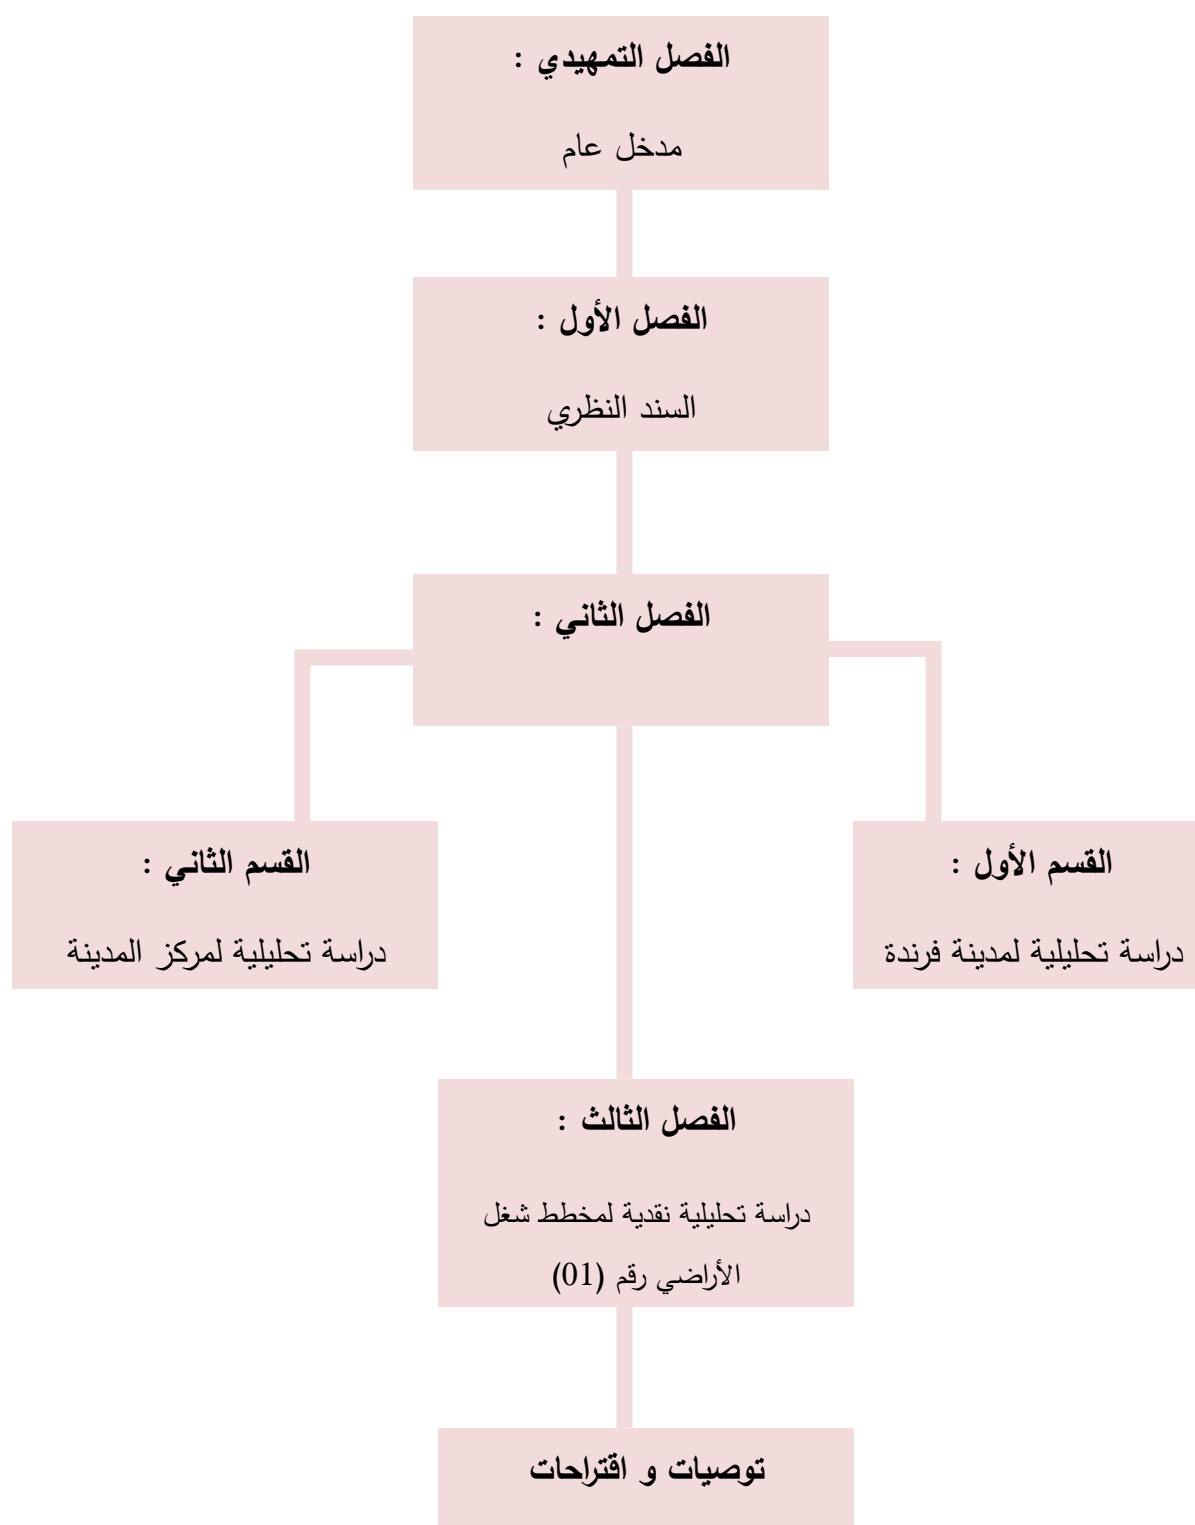 الفصل التمهيدي :
مدخل عام
الفصل الأول :
السند النظري
الفصل الثاني :
القسم الأول :
دراسة تحليلية لمدينة فرندة
القسم الثاني :
دراسة تحليلية لمركز المدينة
الفصل الثالث :
دراسة تحليلية نقدية لمخطط شغل
الأراضي رقم (01)
توصيات و اقتراحات